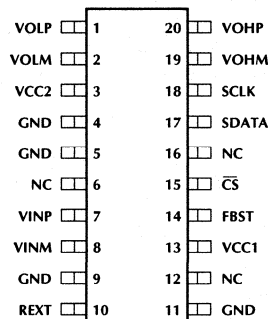 VOLP 1 20 VOHP
VOLM 2 19 VOHM
VCC2 3 18 SCLK
GND 4 17 SDATA
GND 5 16 NC
NC 6 15 C̅S̅
VINP 7 14 FBST
VINM 8 13 VCC1
GND 9 12 NC
REXT 10 11 GND